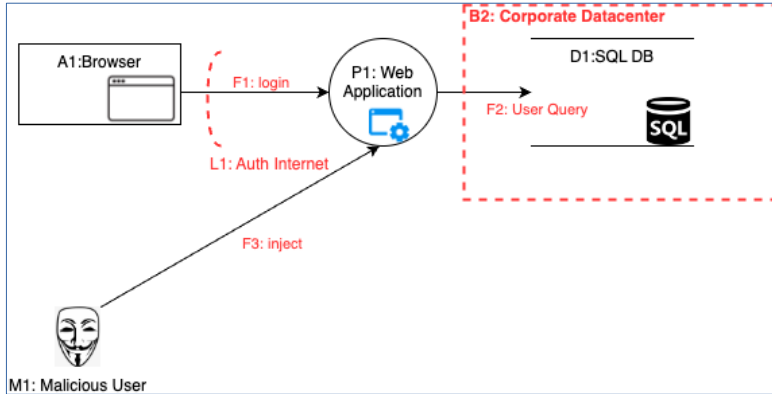 B2: Corporate Datacenter
A1:Browser
P1: Web
Application
D1:SQL DB
F1: login
F2: User Query
SQL
L1: Auth Internet
F3: inject
M1: Malicious User